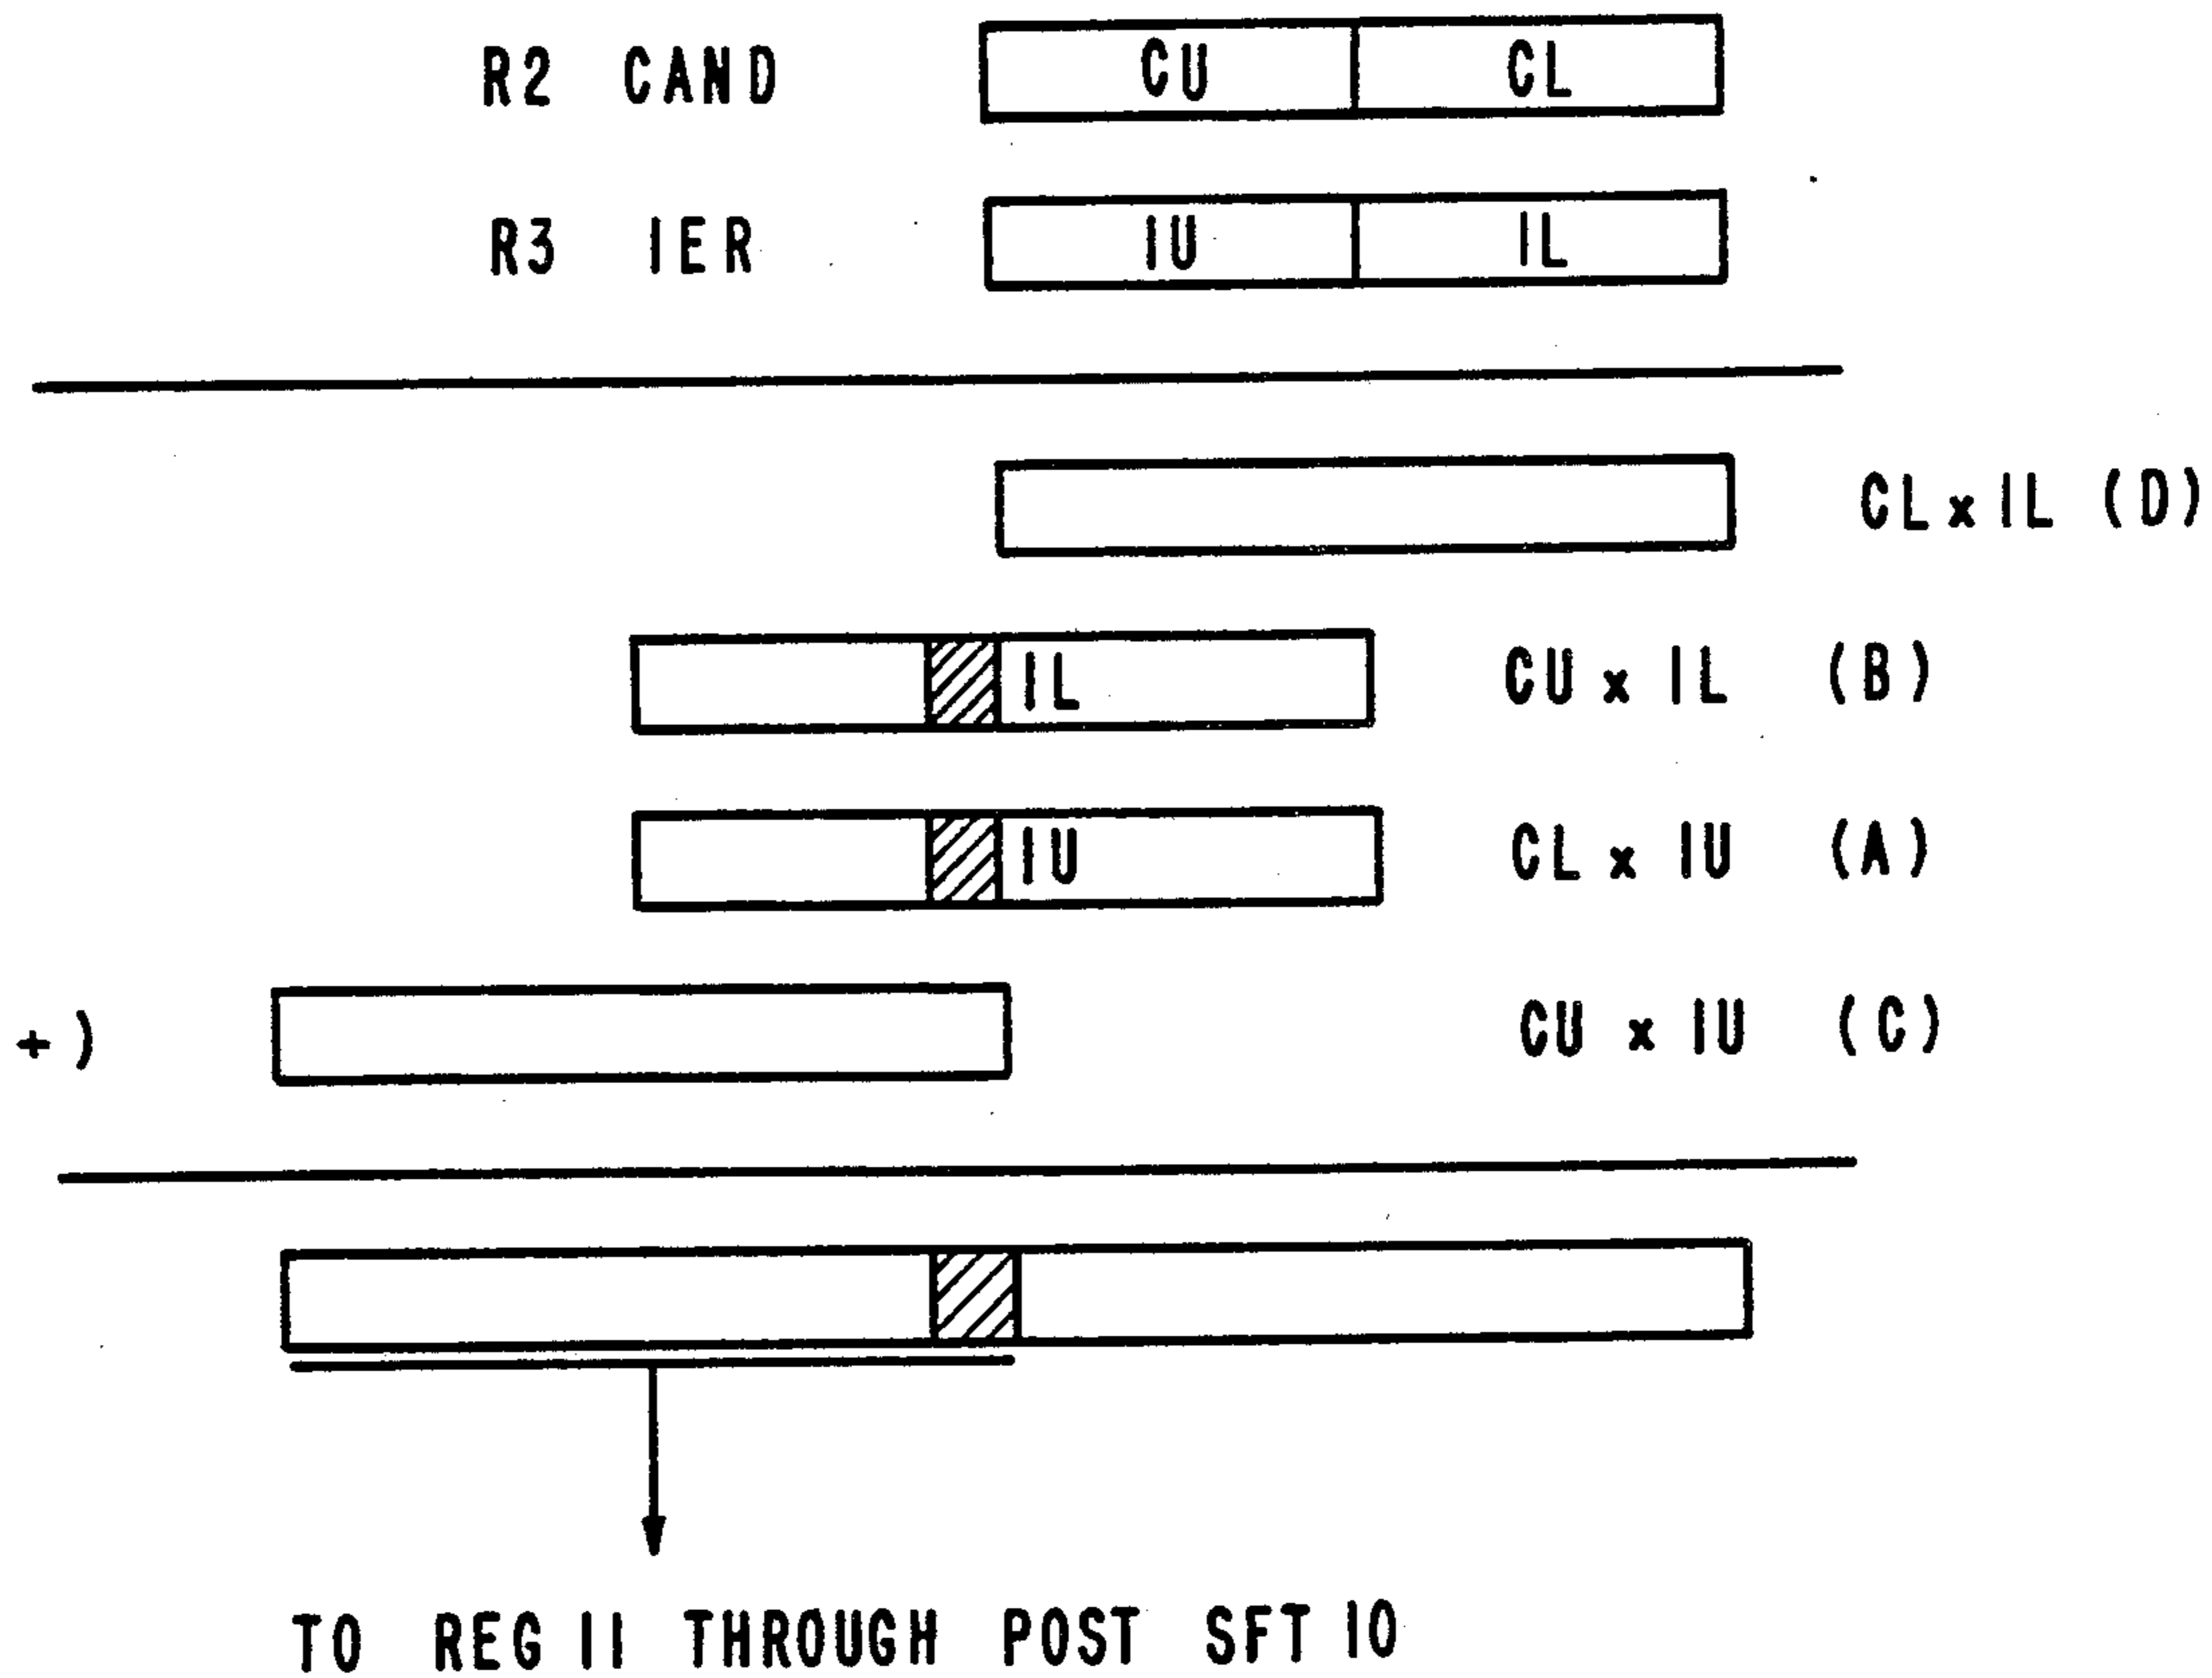 R2 CAND CU CL
R3 IER IU IL
CL x IL (D)
IL CU x IL (B)
IU CL x IU (A)
+) CU x IU (C)
TO REG 11 THROUGH POST SFT 10